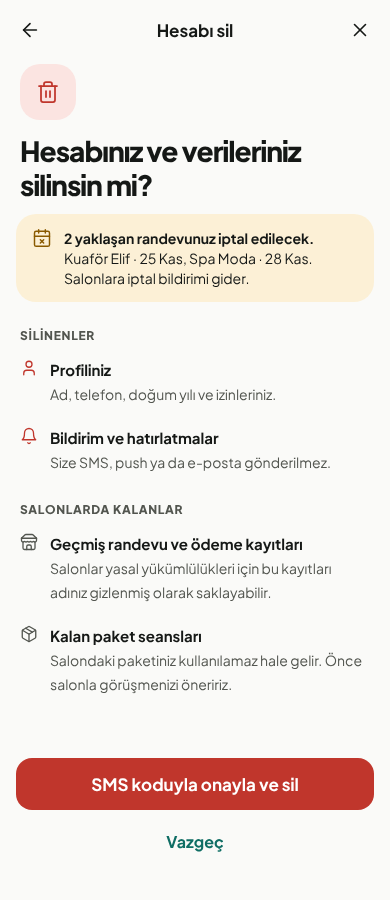 Hesabı sil
Hesabınız ve verileriniz
silinsin mi?
2 yaklaşan randevunuz iptal edilecek.
Kuaför Elif · 25 Kas, Spa Moda · 28 Kas.
Salonlara iptal bildirimi gider.
SİLİNENLER
Profiliniz
Ad, telefon, doğum yılı ve izinleriniz.
Bildirim ve hatırlatmalar
Size SMS, push ya da e-posta gönderilmez.
SALONLARDA KALANLAR
Geçmiş randevu ve ödeme kayıtları
Salonlar yasal yükümlülükleri için bu kayıtları
adınız gizlenmiş olarak saklayabilir.
Kalan paket seansları
Salondaki paketiniz kullanılamaz hale gelir. Önce
salonla görüşmenizi öneririz.
SMS koduyla onayla ve sil
Vazgeç